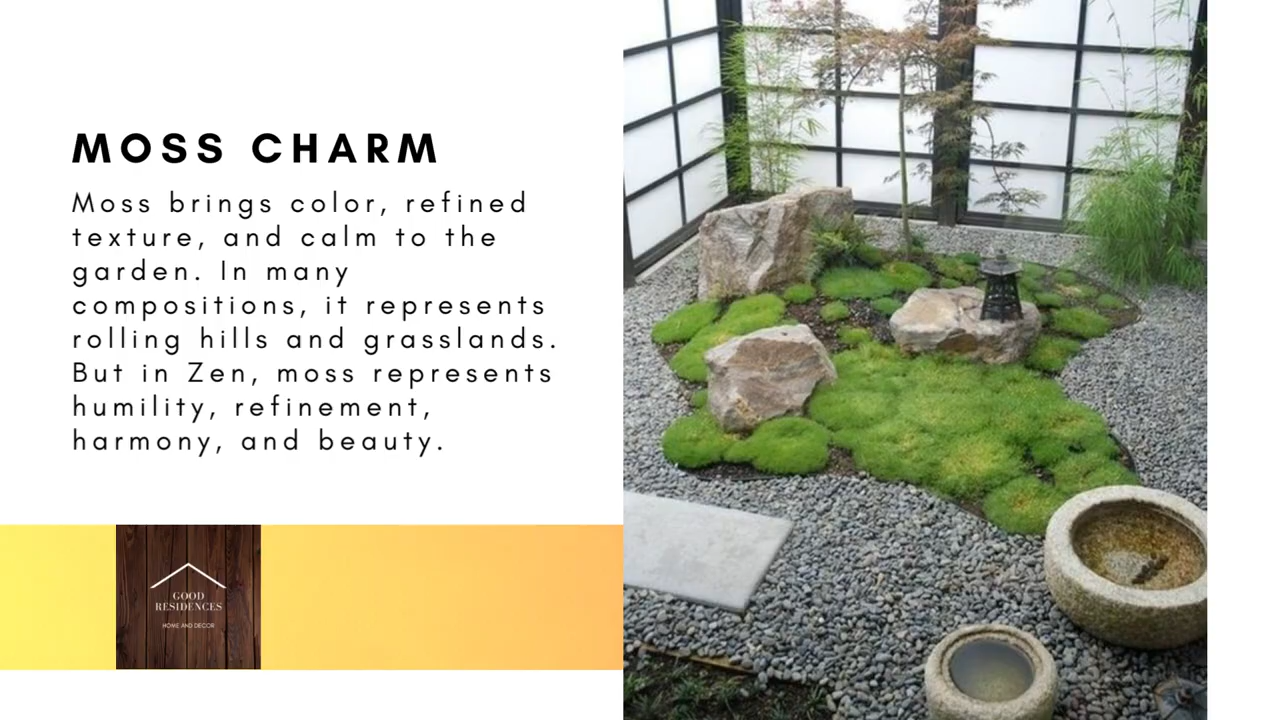 MOSS CHARM
Moss brings color, refined
texture, and calm to the
garden. In many
compositions, it represents
rolling hills and grasslands.
But in Zen, moss represents
humility, refinement,
harmony, and beauty.
GOOD
RESIDENCES
HOME AND DECOR